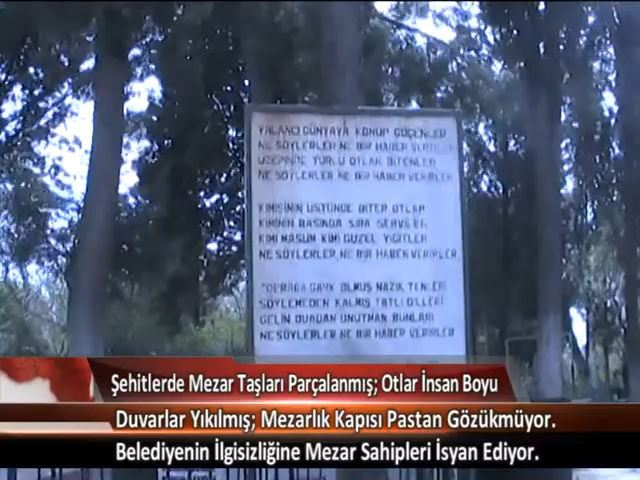 YALANCI DÜNYAYA KONUP GÖÇENLER
NE SÖYLERLER NE BİR HABER VERİRLER
ÜZERİNDE TÜRLÜ OTLAR BİTENLER
NE SÖYLERLER NE BİR HABER VERİRLER
KİMİSİNİN ÜSTÜNDE BİTER OTLAR
KİMİNİN BAŞINDA SIRA SERVİLER
KİMİ MASUM KİMİ GÜZEL YİĞİTLER
NE SÖYLERLER, NE BİR HABER VERİRLER,
TOPRAĞA GARK OLMUŞ NAZİK TENLERİ
SÖYLEMEDEN KALMIŞ TATLI DİLLERİ
GELİN DUADAN UNUTMAN BUNLARI
NE SÖYLERLER NE BİR HABER VERİRLER
Şehitlerde Mezar Taşları Parçalanmış; Otlar İnsan Boyu
Duvarlar Yıkılmış; Mezarlık Kapısı Pastan Gözükmüyor.
Belediyenin İlgisizliğine Mezar Sahipleri İsyan Ediyor.